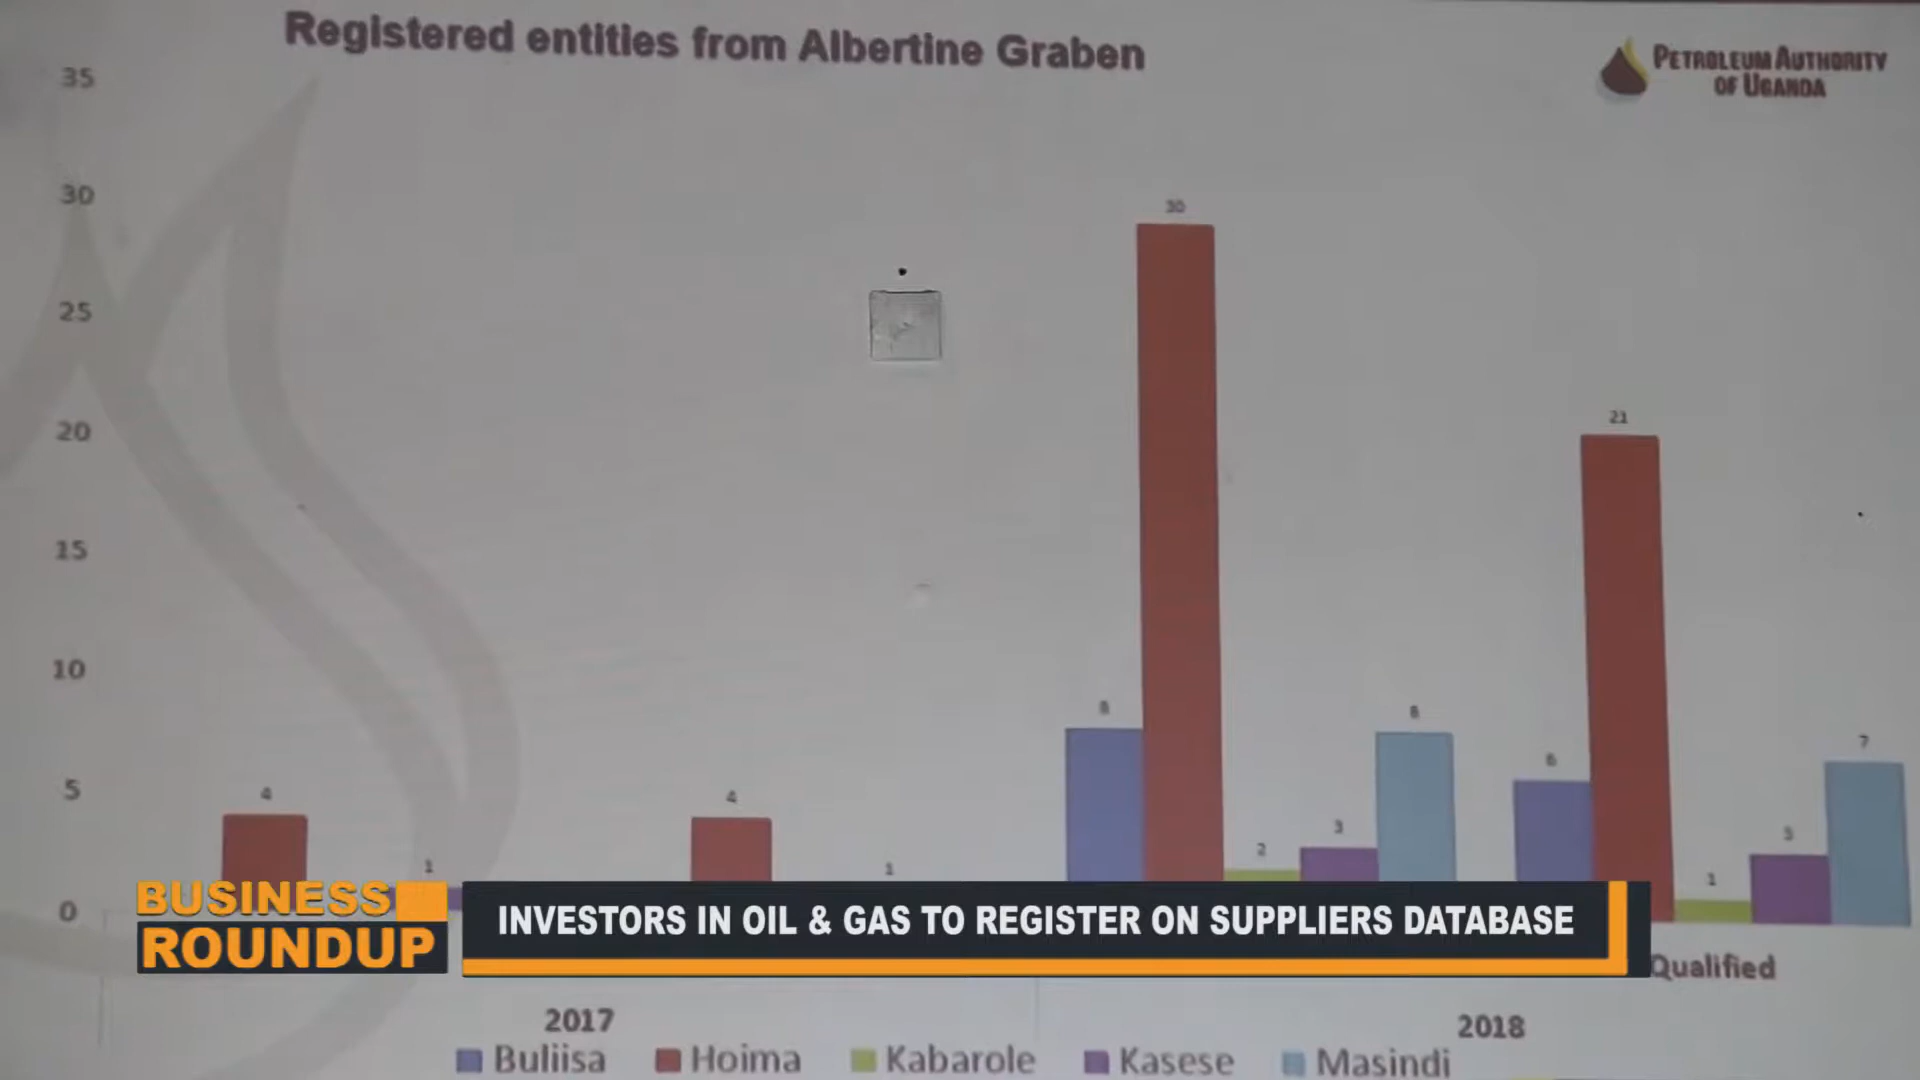 Registered entities from Albertine Graben
PETROLEUM AUTHORITY
OF UGANDA
35
30
25
20
15
10
5
0
4
1
4
1
8
30
2
3
8
6
21
1
3
7
Qualified
2017
2018
Buliisa
Hoima
Kabarole
Kasese
Masindi
BUSINESS
ROUNDUP
INVESTORS IN OIL & GAS TO REGISTER ON SUPPLIERS DATABASE